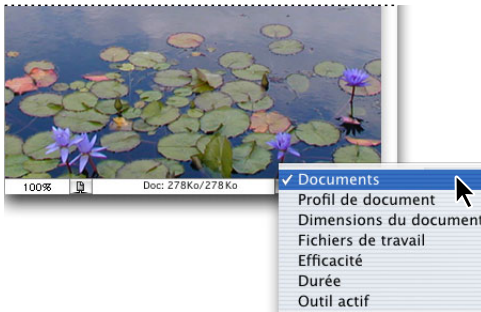 100%
Doc: 278Ko/278Ko
Documents
Profil de document
Dimensions du document
Fichiers de travail
Efficacité
Durée
Outil actif